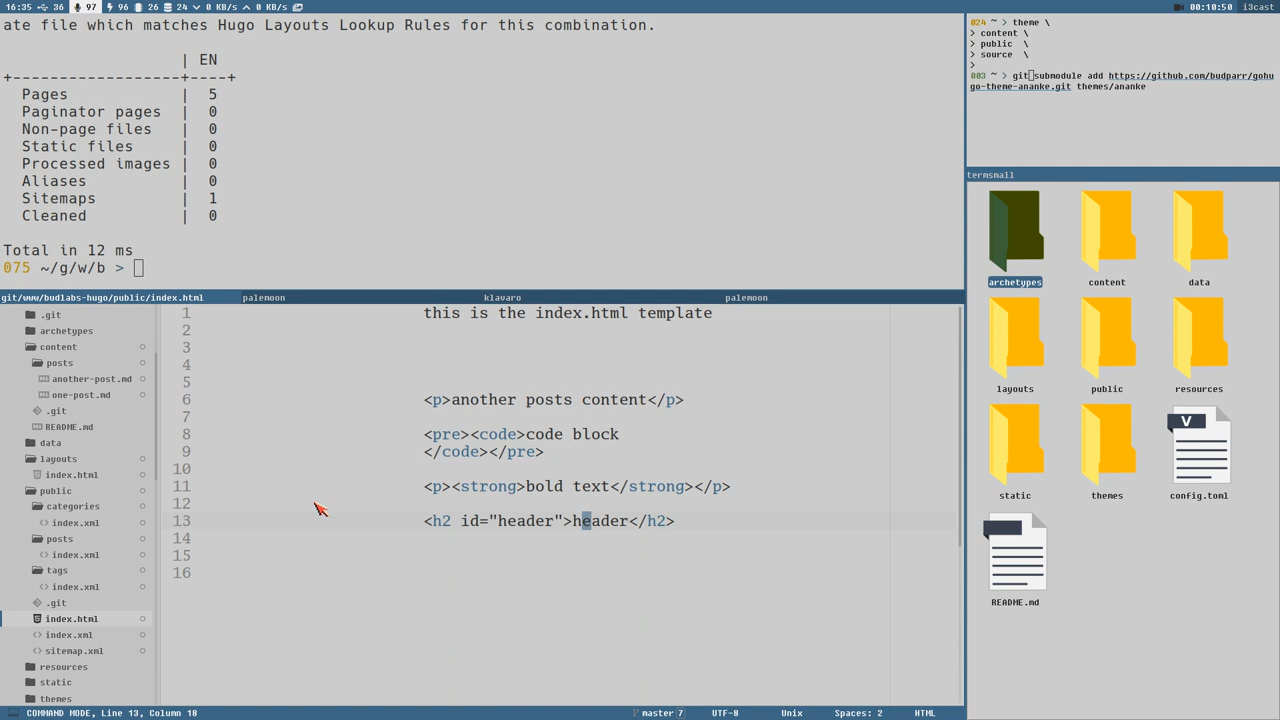 16:35 36 97 96 26 24 0 KB/s 0 KB/s
00:10:50 i3cast
ate file which matches Hugo Layouts Lookup Rules for this combination.
| EN
+------------------+----+
Pages | 5
Paginator pages | 0
Non-page files | 0
Static files | 0
Processed images | 0
Aliases | 0
Sitemaps | 1
Cleaned | 0
Total in 12 ms
075 ~/g/w/b >
024 ~ > theme \
> content \
> public \
> source \
>
003 ~ > git submodule add https://github.com/budparr/gohu
go-theme-ananke.git themes/ananke
termsmall
archetypes content data
layouts public resources
static themes config.toml
README.md
git/www/budlabs-hugo/public/index.html palemoon klavaro palemoon
.git
archetypes
content
posts
another-post.md
one-post.md
.git
README.md
data
layouts
index.html
public
categories
index.xml
posts
index.xml
tags
index.xml
.git
index.html
index.xml
sitemap.xml
resources
static
themes
1 this is the index.html template
2
3
4
5
6 <p>another posts content</p>
7
8 <pre><code>code block
9 </code></pre>
10
11 <p><strong>bold text</strong></p>
12
13 <h2 id="header">header</h2>
14
15
16
COMMAND MODE, Line 13, Column 18 master 7 UTF-8 Unix Spaces: 2 HTML